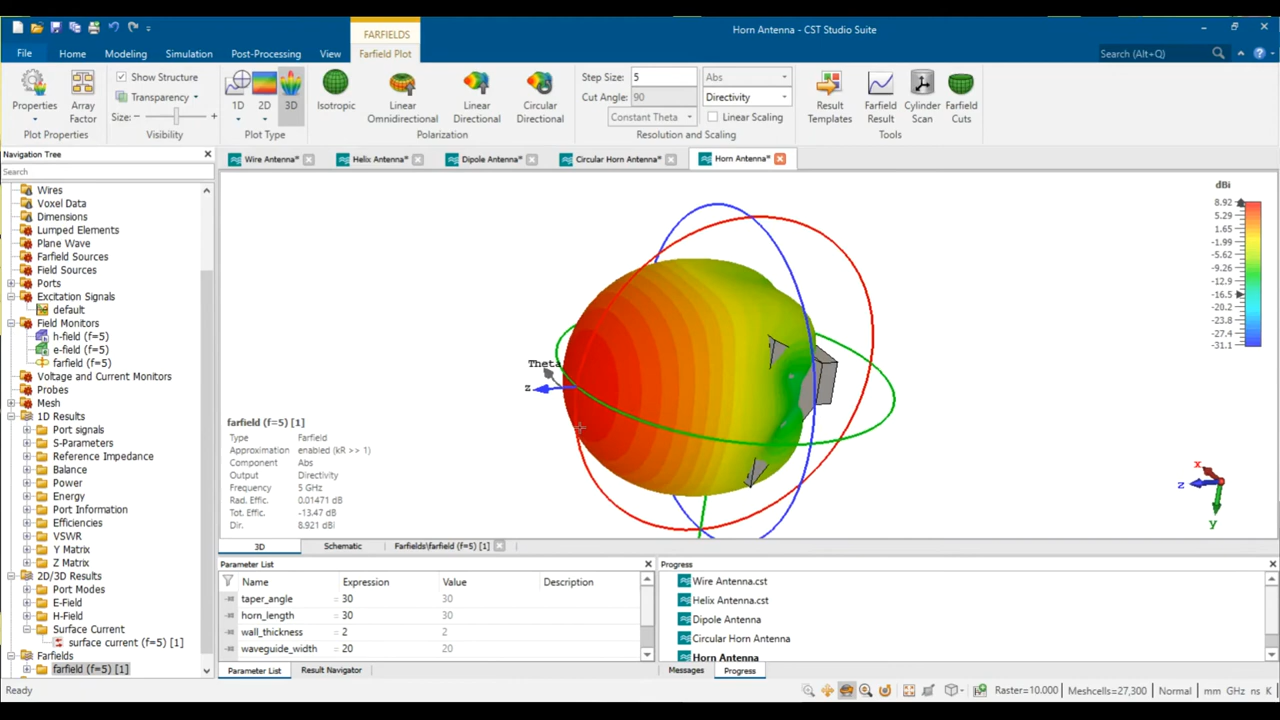 FARFIELDS
Horn Antenna - CST Studio Suite
File Home Modeling Simulation Post-Processing View Farfield Plot Search (Alt+Q)
Properties Array Factor
Show Structure
Transparency
Size: - +
1D 2D 3D
Isotropic Linear Omnidirectional Linear Directional Circular Directional
Step Size: 5 Abs
Cut Angle: 90 Directivity
Constant Theta Linear Scaling
Result Templates Farfield Result Cylinder Scan Farfield Cuts
Plot Properties Visibility Plot Type Polarization Resolution and Scaling Tools
Navigation Tree
Wire Antenna* Helix Antenna* Dipole Antenna* Circular Horn Antenna* Horn Antenna*
Search
Wires
Voxel Data
Dimensions
Lumped Elements
Plane Wave
Farfield Sources
Field Sources
Ports
Excitation Signals
default
Field Monitors
h-field (f=5)
e-field (f=5)
farfield (f=5)
Voltage and Current Monitors
Probes
Mesh
1D Results
Port signals
S-Parameters
Reference Impedance
Balance
Power
Energy
Port Information
Efficiencies
VSWR
Y Matrix
Z Matrix
2D/3D Results
Port Modes
E-Field
H-Field
Surface Current
surface current (f=5) [1]
Farfields
farfield (f=5) [1]
Theta
z
dBi
8.92
5.29
1.65
-1.99
-5.62
-9.26
-12.9
-16.5
-20.2
-23.8
-27.4
-31.1
x
z
y
farfield (f=5) [1]
Type Farfield
Approximation enabled (kR >> 1)
Component Abs
Output Directivity
Frequency 5 GHz
Rad. Effic. 0.01471 dB
Tot. Effic. -13.47 dB
Dir. 8.921 dBi
3D Schematic Farfields\farfield (f=5) [1]
Parameter List
Name Expression Value Description
taper_angle = 30 30
horn_length = 30 30
wall_thickness = 2 2
waveguide_width = 20 20
Parameter List Result Navigator
Progress
Wire Antenna.cst
Helix Antenna.cst
Dipole Antenna
Circular Horn Antenna
Horn Antenna
Messages Progress
Ready
Raster=10.000 Meshcells=27,300 Normal mm GHz ns K